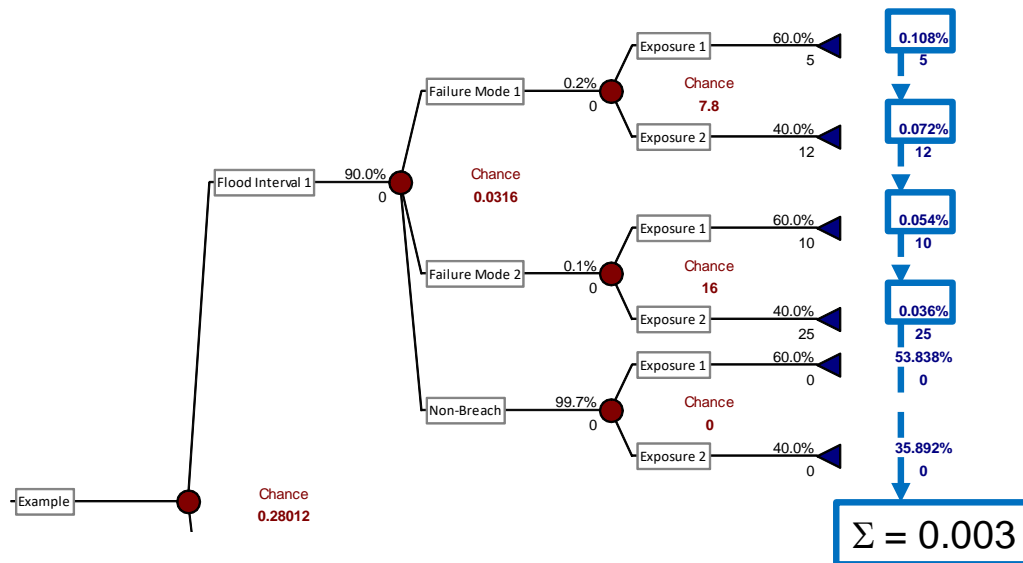 Exposure 1
60.0%
5
0.108%
5
Failure Mode 1
0.2%
0
Chance
7.8
Exposure 2
40.0%
12
0.072%
12
Flood Interval 1
90.0%
0
Chance
0.0316
Exposure 1
60.0%
10
0.054%
10
Failure Mode 2
0.1%
0
Chance
16
Exposure 2
40.0%
25
0.036%
25
Exposure 1
60.0%
0
53.838%
0
Non-Breach
99.7%
0
Chance
0
Exposure 2
40.0%
0
35.892%
0
Example
Chance
0.28012
Σ = 0.003